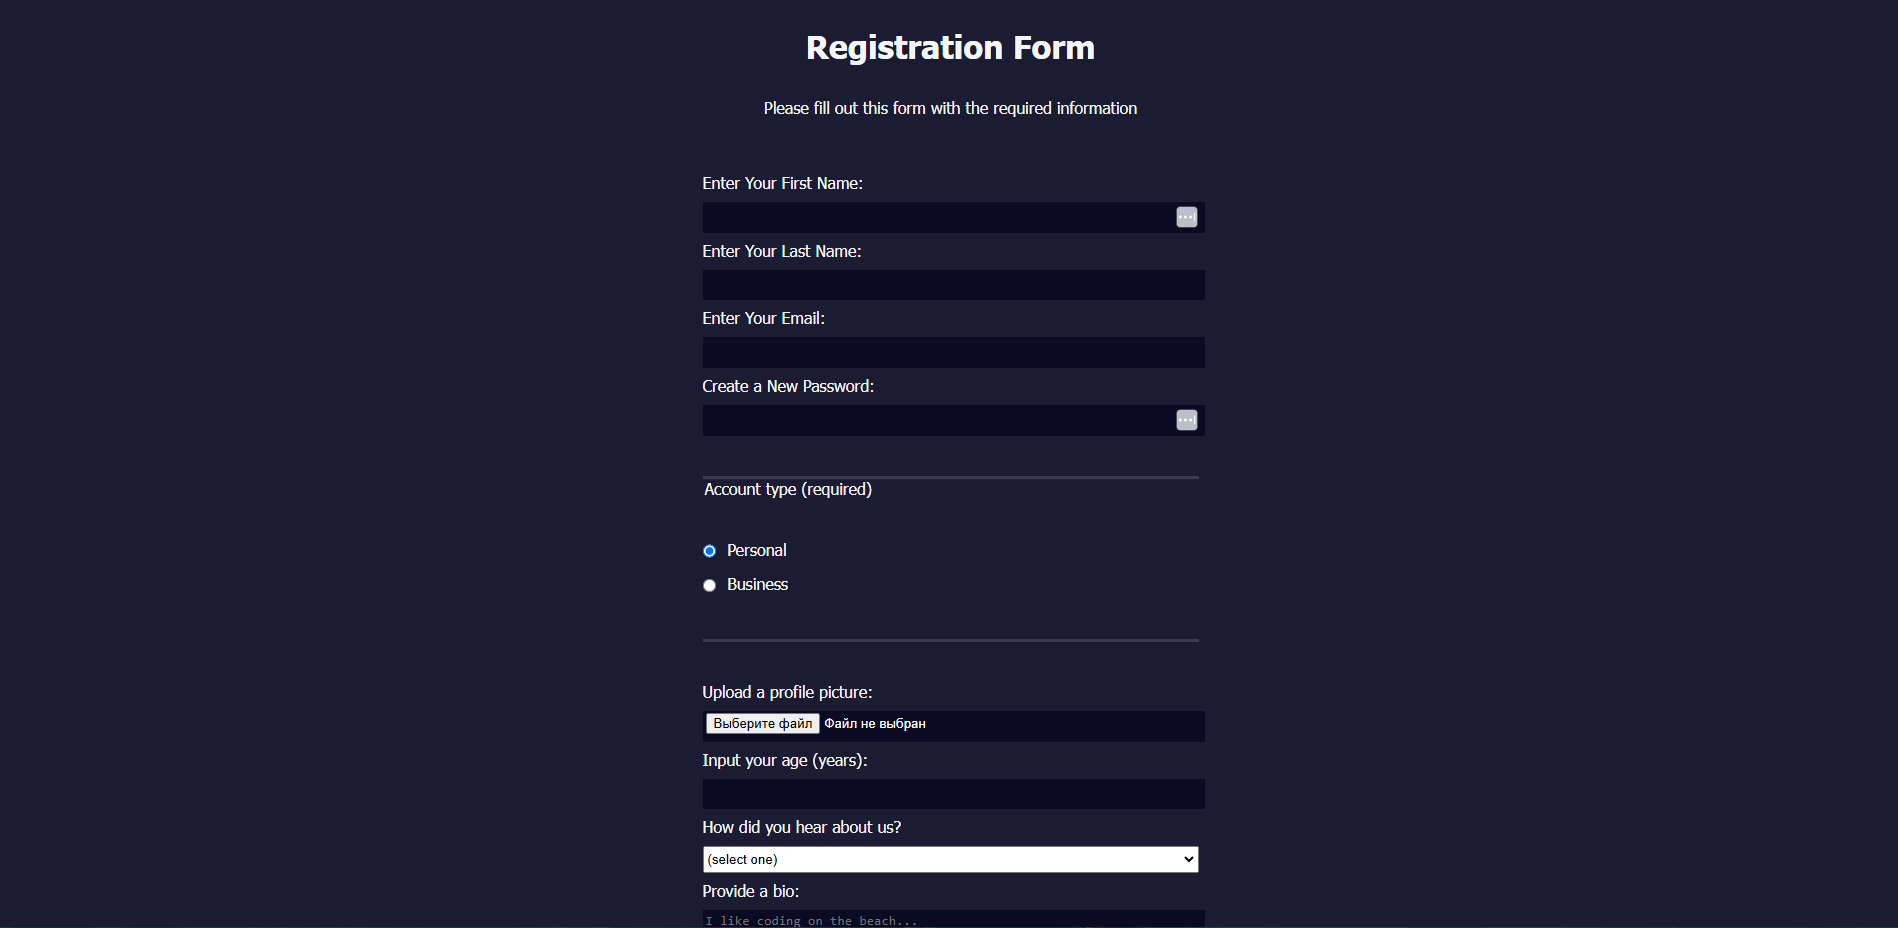 Registration Form
Please fill out this form with the required information
Enter Your First Name:
Enter Your Last Name:
Enter Your Email:
Create a New Password:
Account type (required)
Personal
Business
Upload a profile picture:
Выберите файл Файл не выбран
Input your age (years):
How did you hear about us?
(select one)
Provide a bio:
I like coding on the beach...